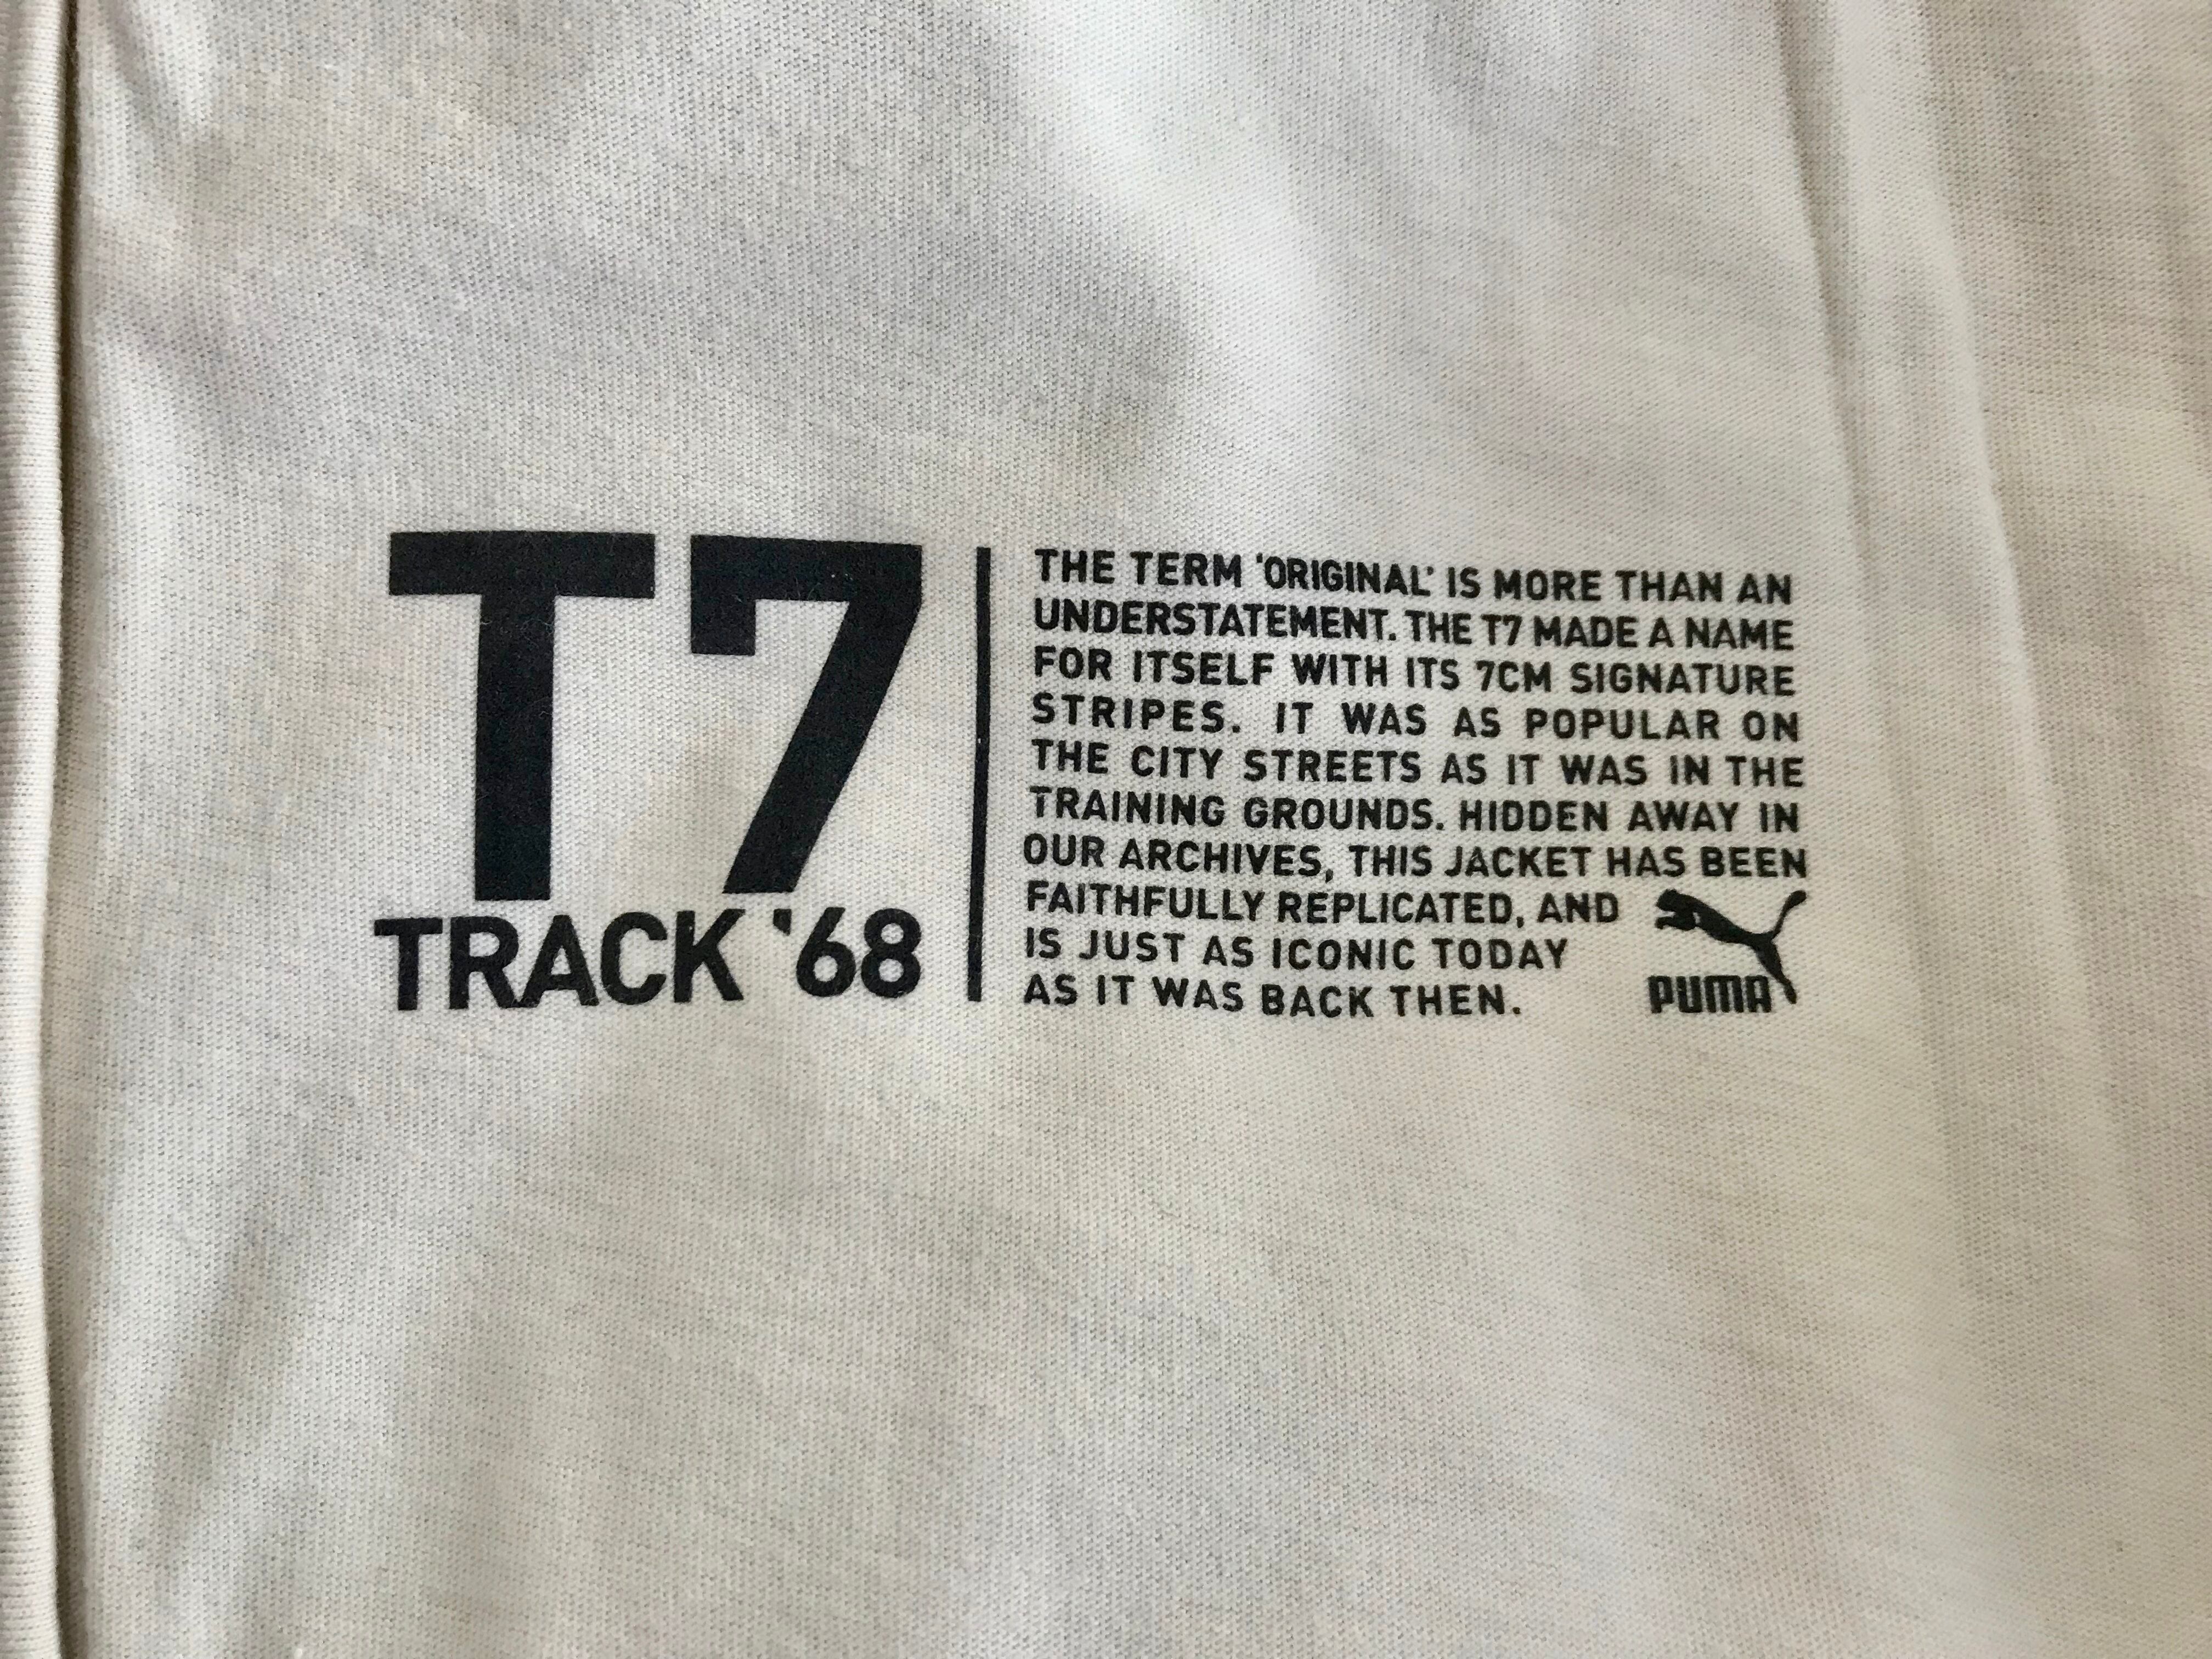 T7
TRACK '68
THE TERM 'ORIGINAL' IS MORE THAN AN
UNDERSTATEMENT. THE T7 MADE A NAME
FOR ITSELF WITH ITS 7CM SIGNATURE
STRIPES. IT WAS AS POPULAR ON
THE CITY STREETS AS IT WAS IN THE
TRAINING GROUNDS. HIDDEN AWAY IN
OUR ARCHIVES, THIS JACKET HAS BEEN
FAITHFULLY REPLICATED, AND
IS JUST AS ICONIC TODAY
AS IT WAS BACK THEN.
PUMA